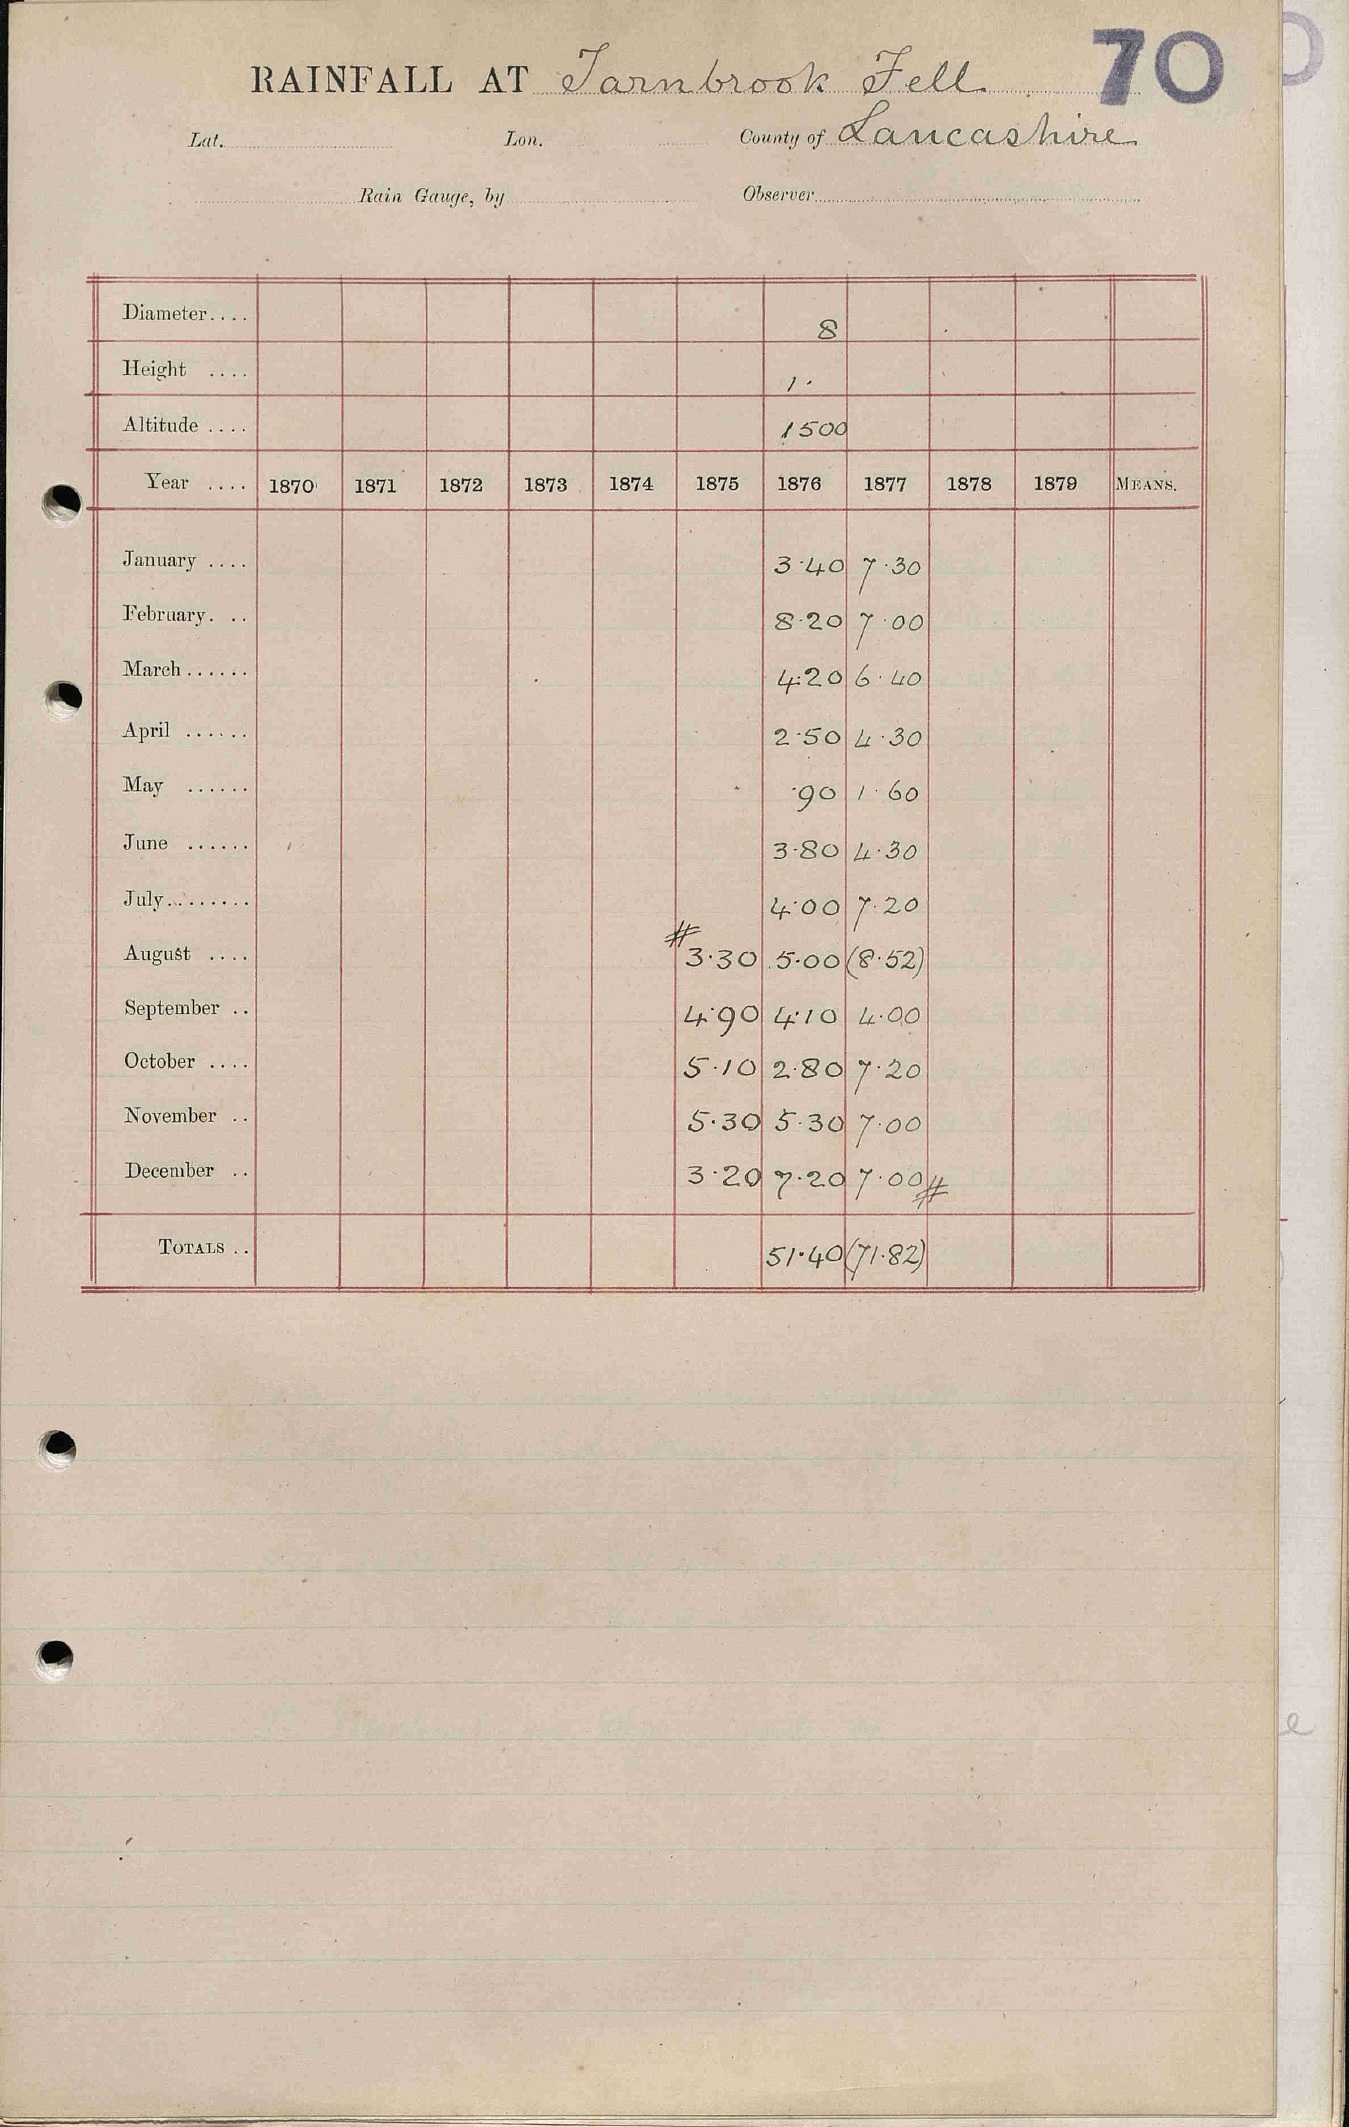 70
RAINFALL AT Tarnbrook Fell
Lat. Lon. County of Lancashire
Rain Gauge, by Observer
Diameter.... 8
Height .... 1.
Altitude .... 1500
Year .... 1870 1871 1872 1873 1874 1875 1876 1877 1878 1879 MEANS.
January .... 3.40 7.30
February. .. 8.20 7.00
March...... 4.20 6.40
April ...... 2.50 4.30
May ...... .90 1.60
June ...... 3.80 4.30
July........ 4.00 7.20
August .... #3.30 5.00 (8.52)
September .. 4.90 4.10 4.00
October .... 5.10 2.80 7.20
November .. 5.30 5.30 7.00
December .. 3.20 7.20 7.00#
TOTALS .. 51.40 (71.82)